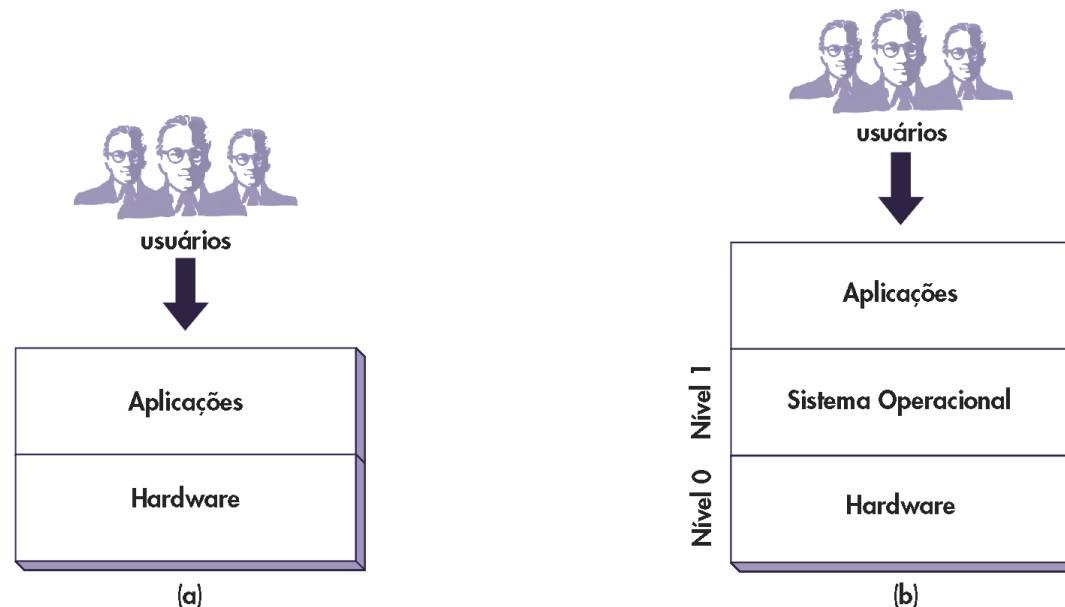 usuários
Aplicações
Hardware
(a)
usuários
Aplicações
Nível 1
Sistema Operacional
Nível 0
Hardware
(b)